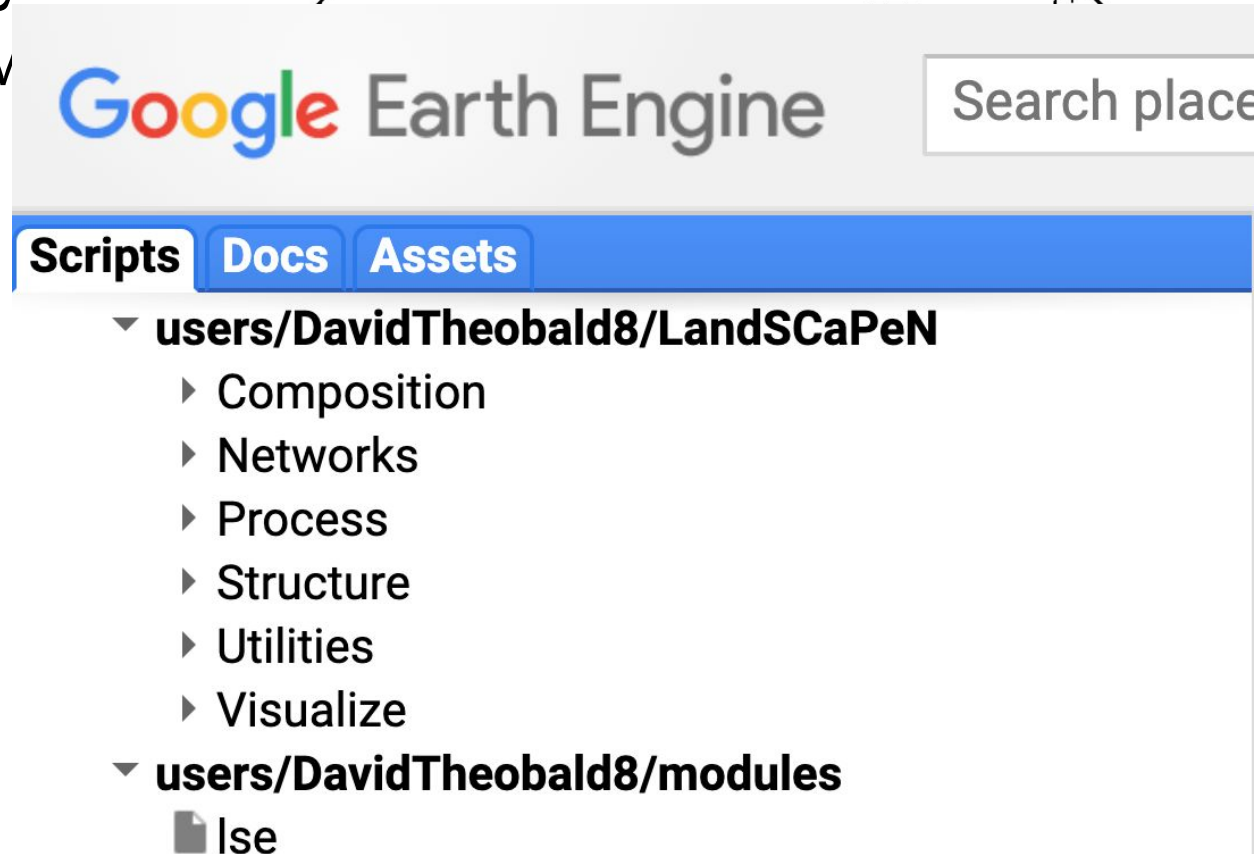 Google Earth Engine
Search place
Scripts Docs Assets
users/DavidTheobald8/LandSCaPeN
Composition
Networks
Process
Structure
Utilities
Visualize
users/DavidTheobald8/modules
lse